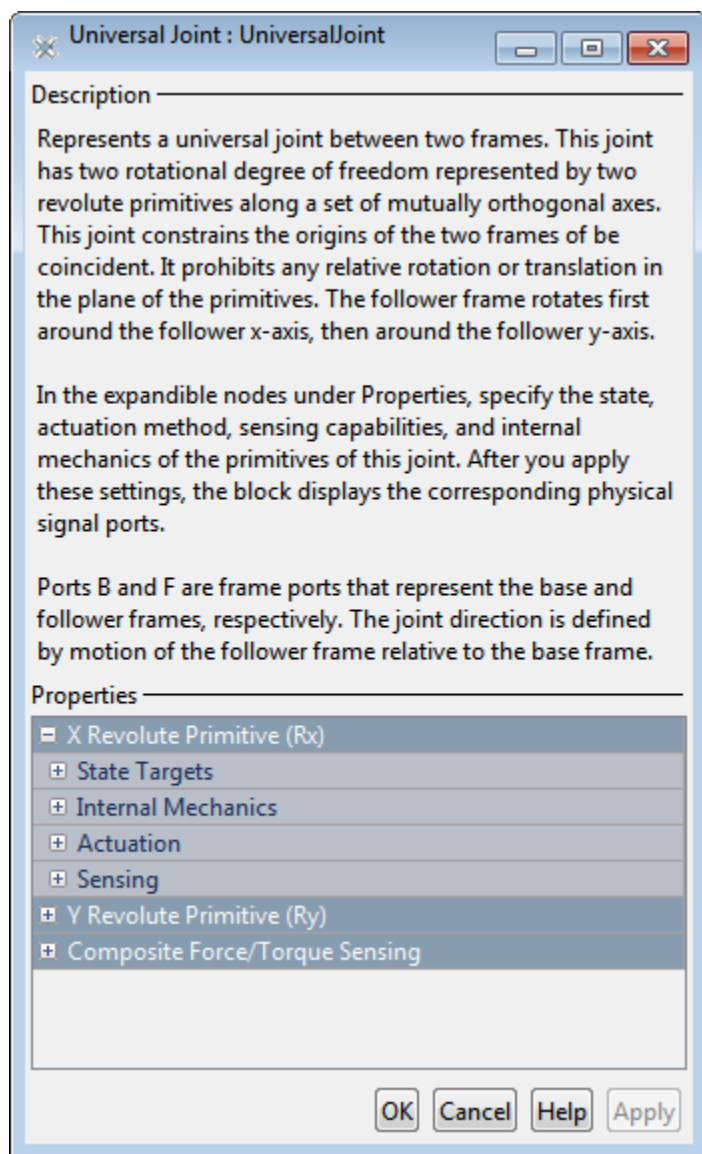 Universal Joint : UniversalJoint
Description
Represents a universal joint between two frames. This joint
has two rotational degree of freedom represented by two
revolute primitives along a set of mutually orthogonal axes.
This joint constrains the origins of the two frames of be
coincident. It prohibits any relative rotation or translation in
the plane of the primitives. The follower frame rotates first
around the follower x-axis, then around the follower y-axis.
In the expandible nodes under Properties, specify the state,
actuation method, sensing capabilities, and internal
mechanics of the primitives of this joint. After you apply
these settings, the block displays the corresponding physical
signal ports.
Ports B and F are frame ports that represent the base and
follower frames, respectively. The joint direction is defined
by motion of the follower frame relative to the base frame.
Properties
X Revolute Primitive (Rx)
State Targets
Internal Mechanics
Actuation
Sensing
Y Revolute Primitive (Ry)
Composite Force/Torque Sensing
OK Cancel Help Apply